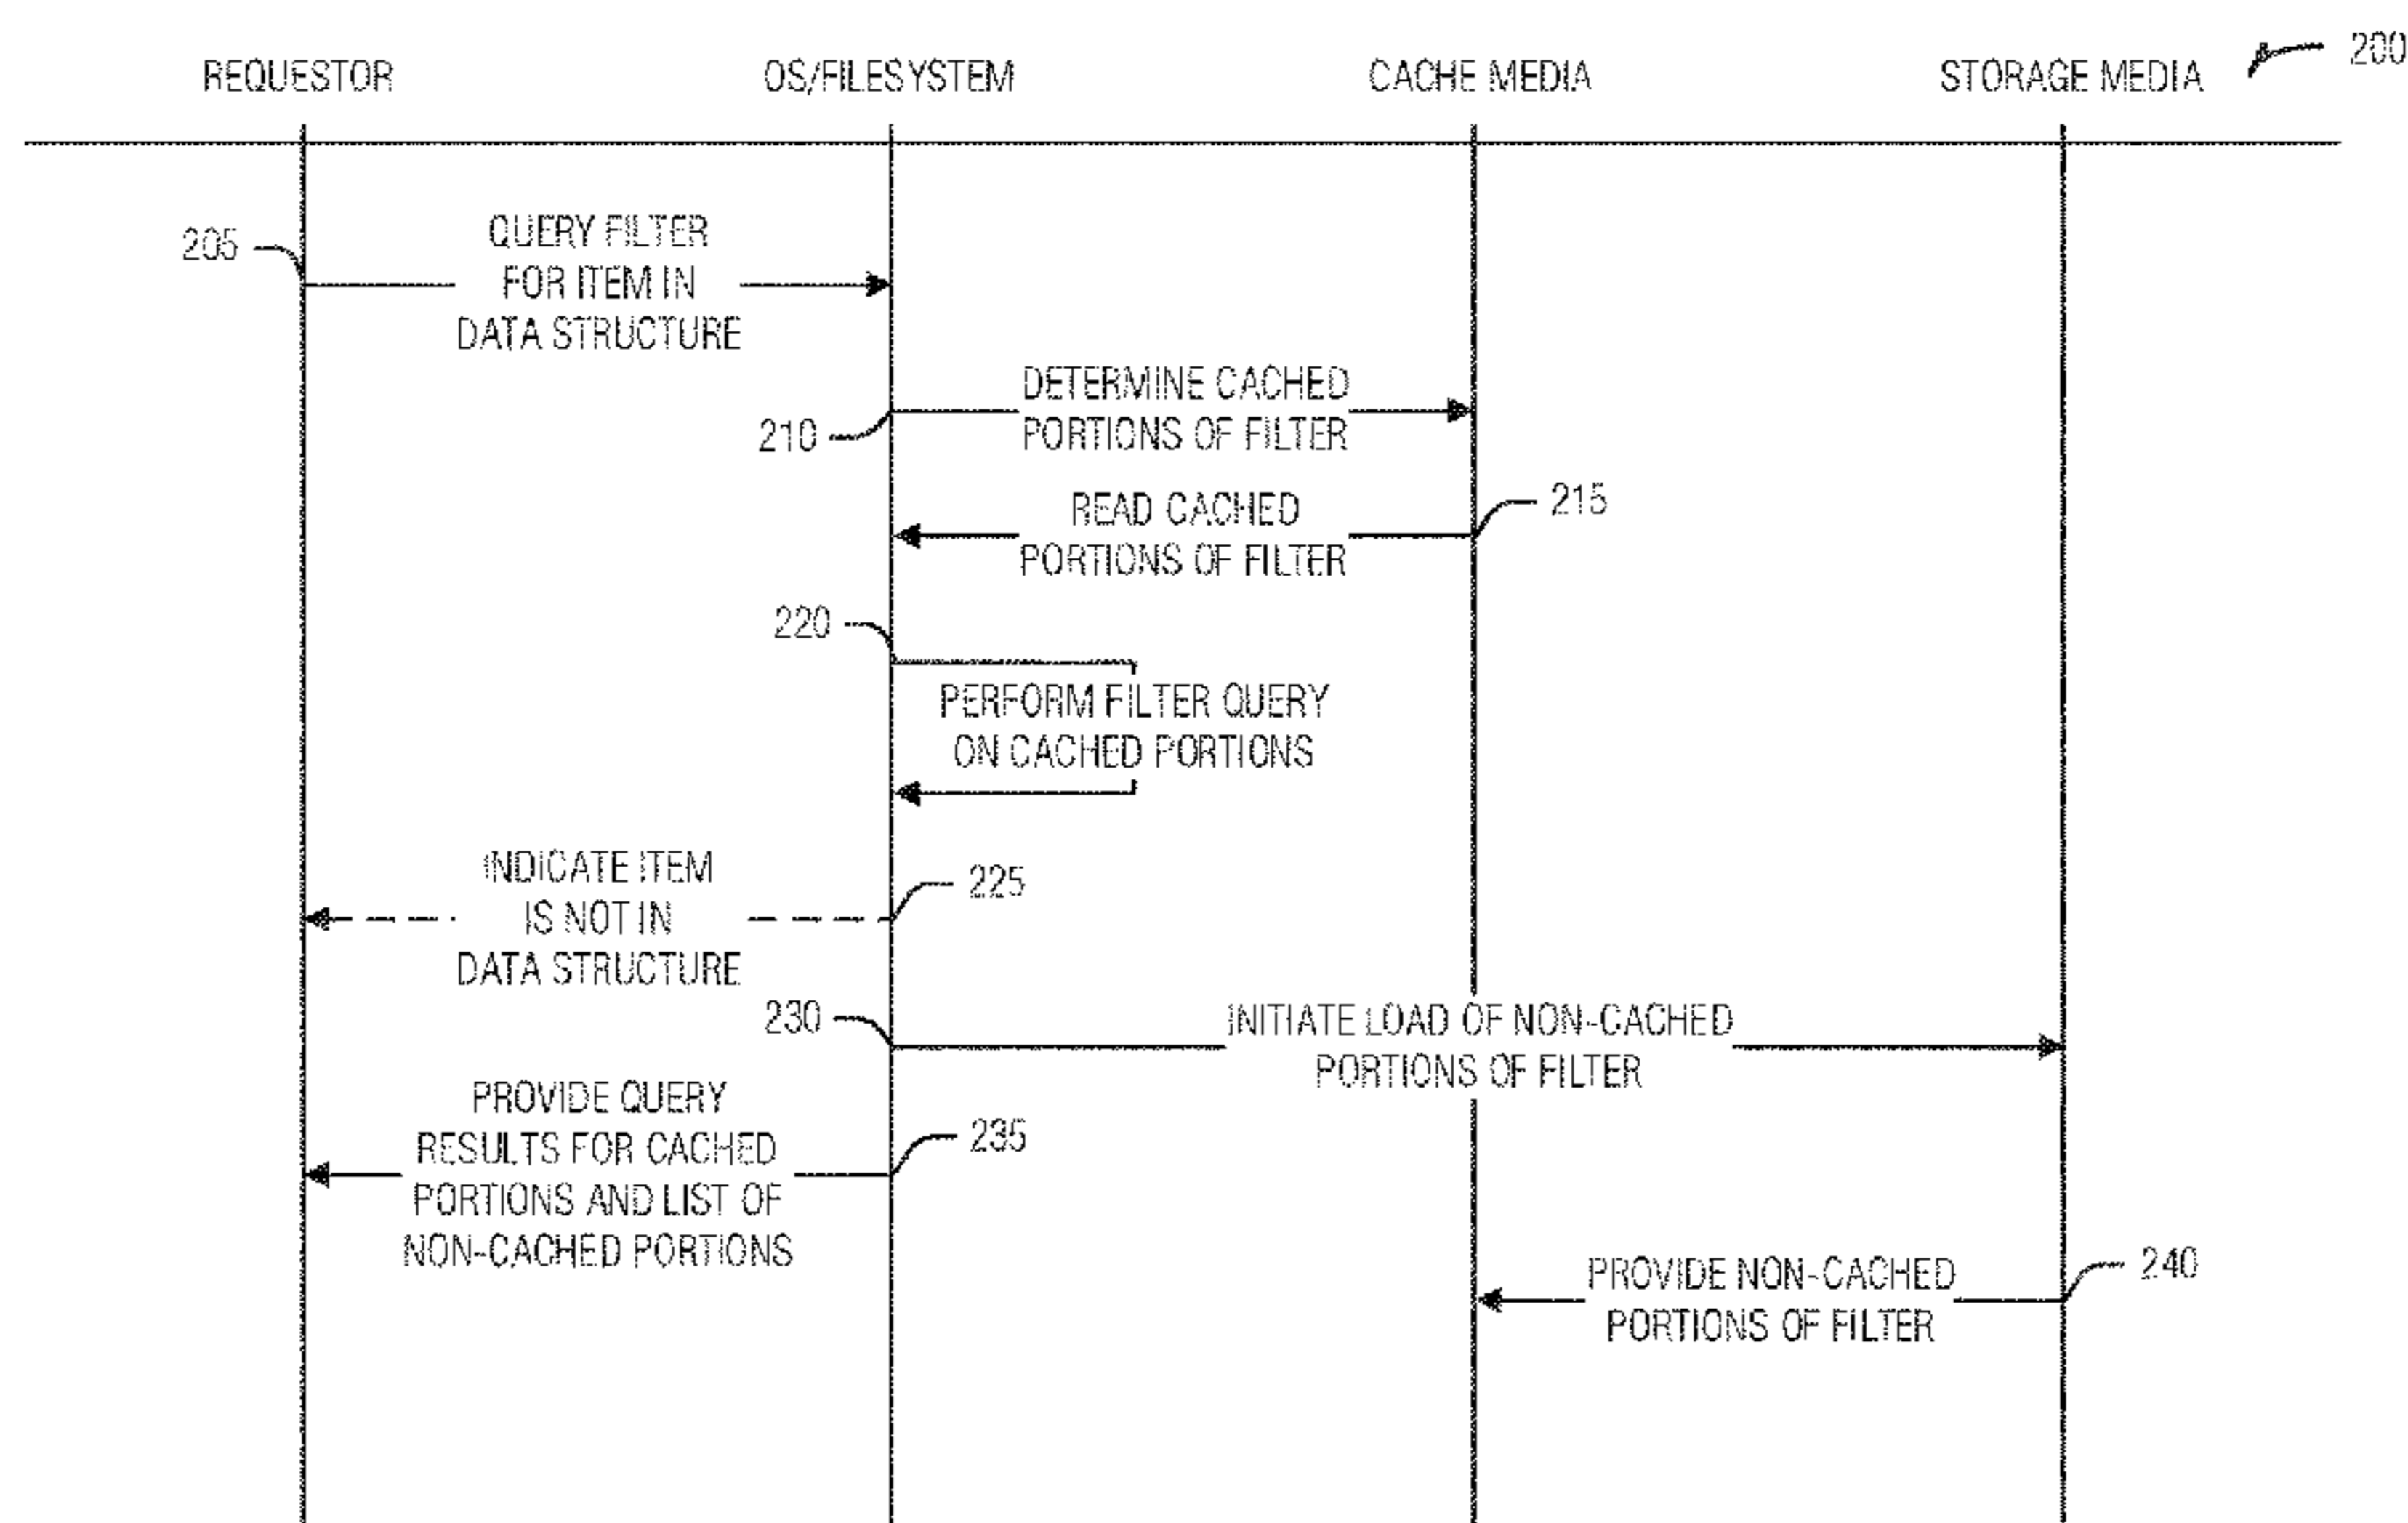 200
REQUESTOR
OS/FILESYSTEM
CACHE MEDIA
STORAGE MEDIA
205
QUERY FILTER
FOR ITEM IN
DATA STRUCTURE
210
DETERMINE CACHED
PORTIONS OF FILTER
READ CACHED
PORTIONS OF FILTER
215
220
PERFORM FILTER QUERY
ON CACHED PORTIONS
INDICATE ITEM
IS NOT IN
DATA STRUCTURE
225
230
INITIATE LOAD OF NON-CACHED
PORTIONS OF FILTER
PROVIDE QUERY
RESULTS FOR CACHED
PORTIONS AND LIST OF
NON-CACHED PORTIONS
235
PROVIDE NON-CACHED
PORTIONS OF FILTER
240